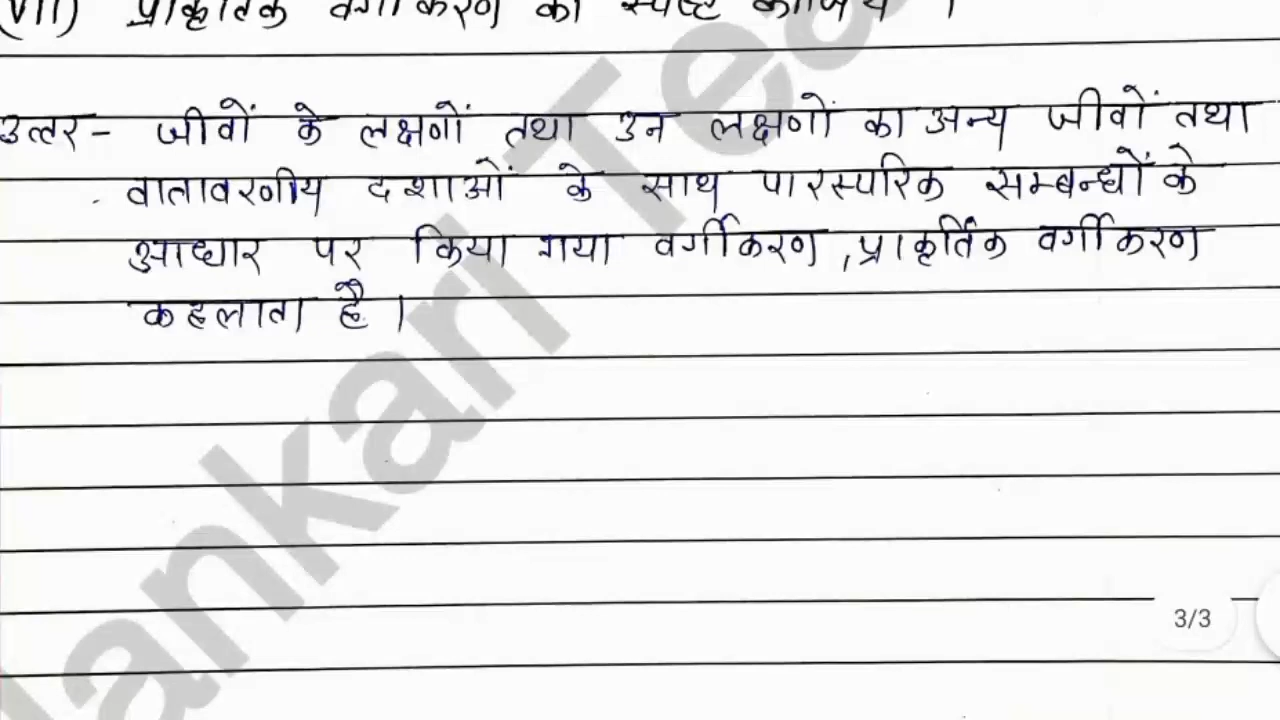 (VII) प्राकृतिक वर्गीकरण को स्पष्ट कीजिये ।
उत्तर - जीवों के लक्षणों तथा उन लक्षणों का अन्य जीवों तथा
वातावरणीय दशाओं के साथ पारस्परिक सम्बन्धों के
आधार पर किया गया वर्गीकरण, प्राकृर्तिक वर्गीकरण
कहलाता है ।
3/3